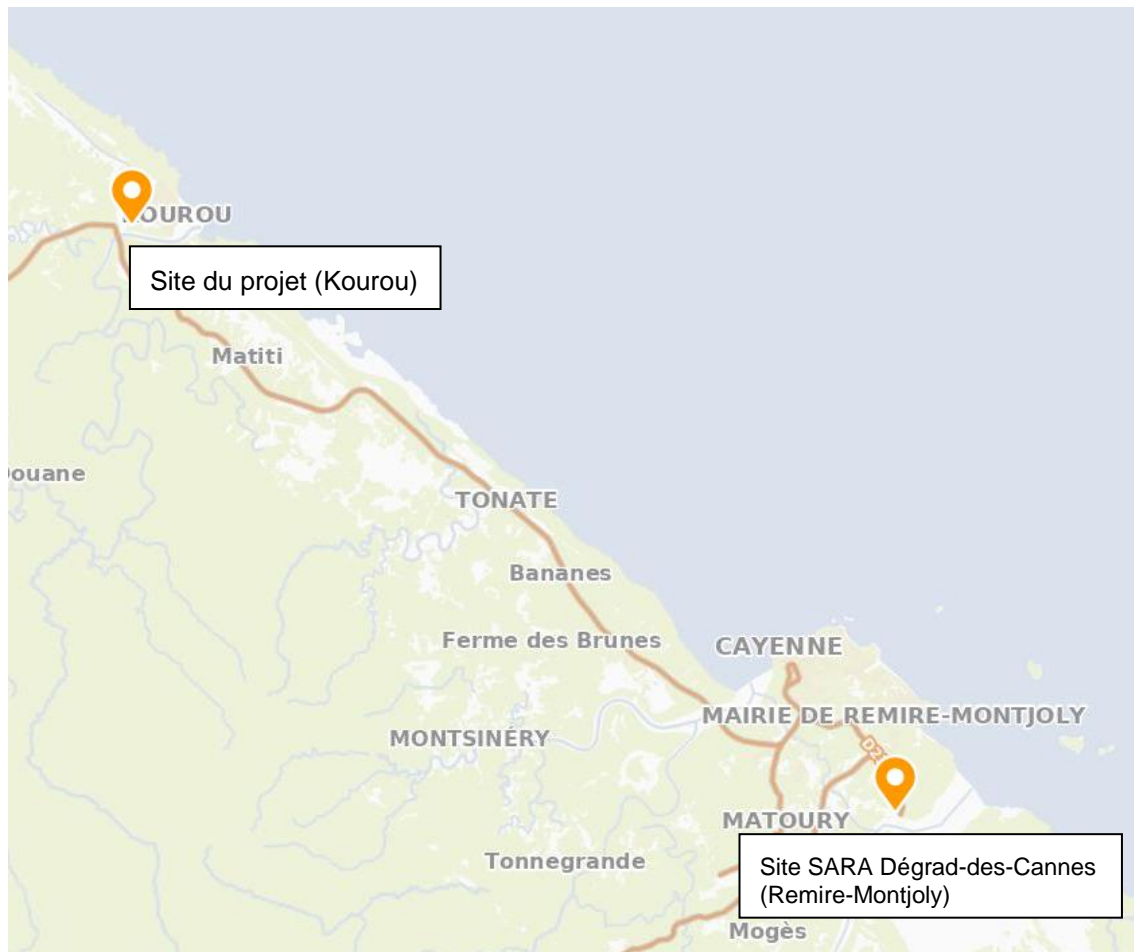 KOUROU
Site du projet (Kourou)
Matiti
Douane
TONATE
Bananes
Ferme des Brunes
CAYENNE
MAIRIE DE REMIRE-MONTJOLY
MONTSINÉRY
MATOURY
Site SARA Dégrad-des-Cannes
(Remire-Montjoly)
Tonnegrande
Mogès